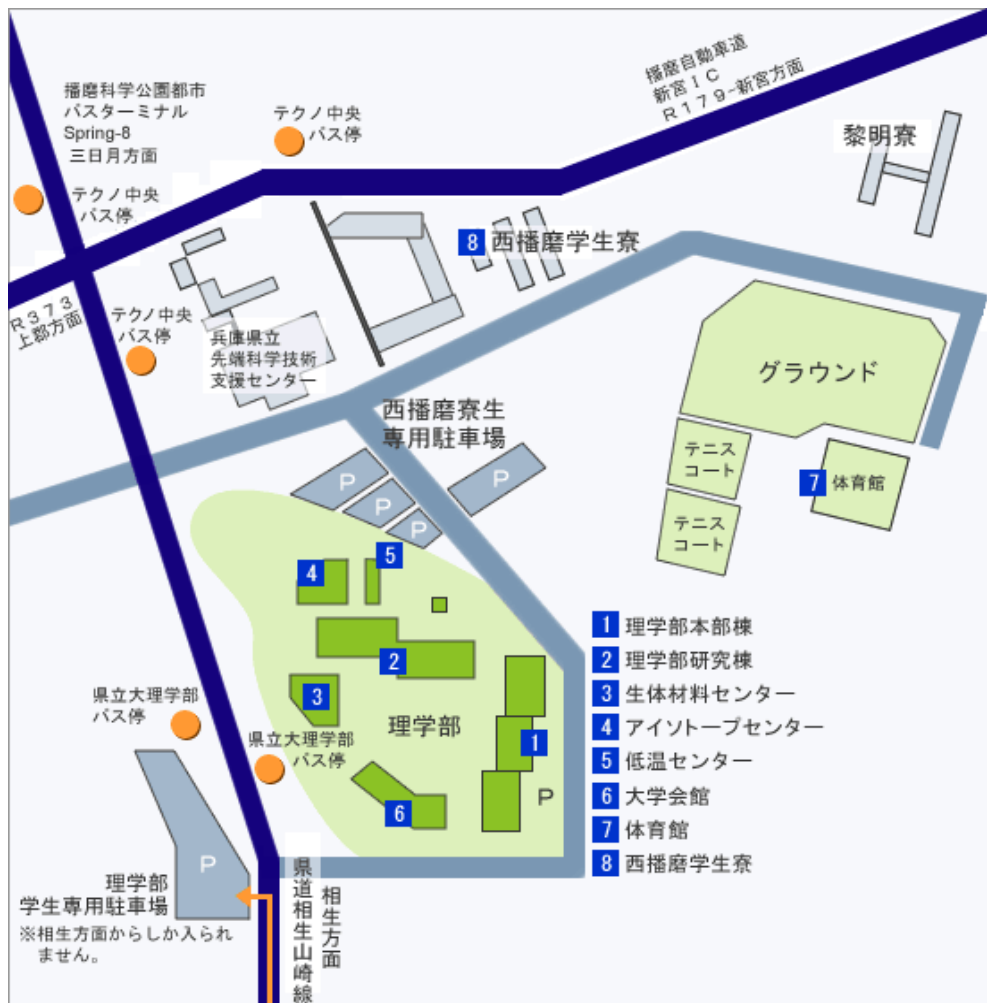 播磨科学公園都市
バスターミナル
Spring-8
三日月方面
テクノ中央
バス停
播磨自動車道
新宮ＩＣ
Ｒ１７９-新宮方面
黎明寮
テクノ中央
バス停
8 西播磨学生寮
Ｒ３７３
上郡方面
テクノ中央
バス停
兵庫県立
先端科学技術
支援センター
グラウンド
西播磨寮生
専用駐車場
テニス
コート
7 体育館
テニス
コート
P
P
P
P
4
5
2
3
理学部
1
6
P
県立大理学部
バス停
県立大理学部
バス停
P
理学部
学生専用駐車場
※相生方面からしか入られ
ません。
県道相生山崎線
相生方面
1 理学部本部棟
2 理学部研究棟
3 生体材料センター
4 アイソトープセンター
5 低温センター
6 大学会館
7 体育館
8 西播磨学生寮